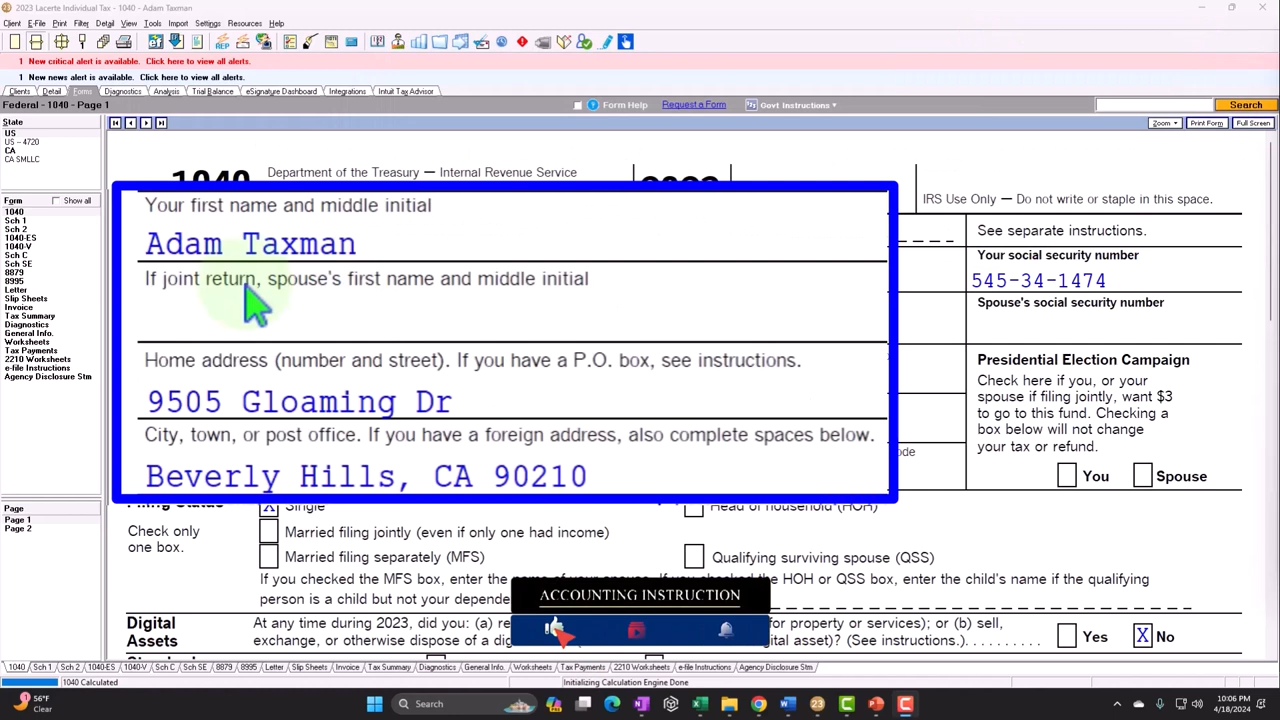 2023 Lacerte Individual Tax - 1040 - Adam Taxman
Client E-File Print Filter Detail View Tools Import Settings Resources Help
1 New critical alert is available. Click here to view all alerts.
1 New news alert is available. Click here to view all alerts.
Clients Detail Forms Diagnostics Analysis Trial Balance eSignature Dashboard Integrations Intuit Tax Advisor
Federal - 1040 - Page 1
Form Help Request a Form Govt Instructions Search
Zoom Print Form Full Screen
State
US
US - 4720
CA
CA SMLLC
Form Show all
1040
Sch 1
Sch 2
1040-ES
1040-V
Sch C
Sch SE
8879
8995
Letter
Slip Sheets
Invoice
Tax Summary
Diagnostics
General Info.
Worksheets
Tax Payments
2210 Worksheets
e-file Instructions
Agency Disclosure Stm
Page
Page 1
Page 2
1040 Department of the Treasury — Internal Revenue Service
IRS Use Only — Do not write or staple in this space.
Your first name and middle initial
Adam Taxman
If joint return, spouse's first name and middle initial
Home address (number and street). If you have a P.O. box, see instructions.
9505 Gloaming Dr
City, town, or post office. If you have a foreign address, also complete spaces below.
Beverly Hills, CA 90210
See separate instructions.
Your social security number
545-34-1474
Spouse's social security number
Presidential Election Campaign
Check here if you, or your
spouse if filing jointly, want $3
to go to this fund. Checking a
box below will not change
your tax or refund.
You Spouse
Filing Status X Single Head of household (HOH)
Check only
one box.
Married filing jointly (even if only one had income)
Married filing separately (MFS) Qualifying surviving spouse (QSS)
If you checked the MFS box, enter the name of your spouse. If you checked the HOH or QSS box, enter the child's name if the qualifying
person is a child but not your depende
ACCOUNTING INSTRUCTION
Digital
Assets
At any time during 2023, did you: (a) re for property or services); or (b) sell,
exchange, or otherwise dispose of a dig ital asset)? (See instructions.) Yes X No
1040 Sch 1 Sch 2 1040-ES 1040-V Sch C Sch SE 8879 8995 Letter Slip Sheets Invoice Tax Summary Diagnostics General Info. Worksheets Tax Payments 2210 Worksheets e-file Instructions Agency Disclosure Stm
1040 Calculated Initializing Calculation Engine Done
56°F
Clear
Search
10:06 PM
4/18/2024